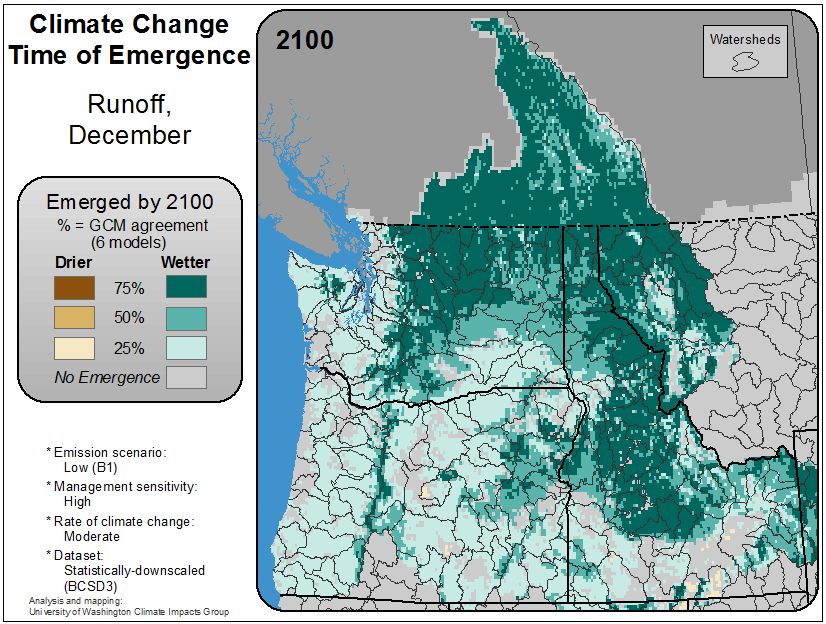 Climate Change
Time of Emergence
Runoff,
December
Emerged by 2100
% = GCM agreement
(6 models)
Drier Wetter
75%
50%
25%
No Emergence
* Emission scenario:
Low (B1)
* Management sensitivity:
High
* Rate of climate change:
Moderate
* Dataset:
Statistically-downscaled
(BCSD3)
Analysis and mapping:
University of Washington Climate Impacts Group
2100
Watersheds